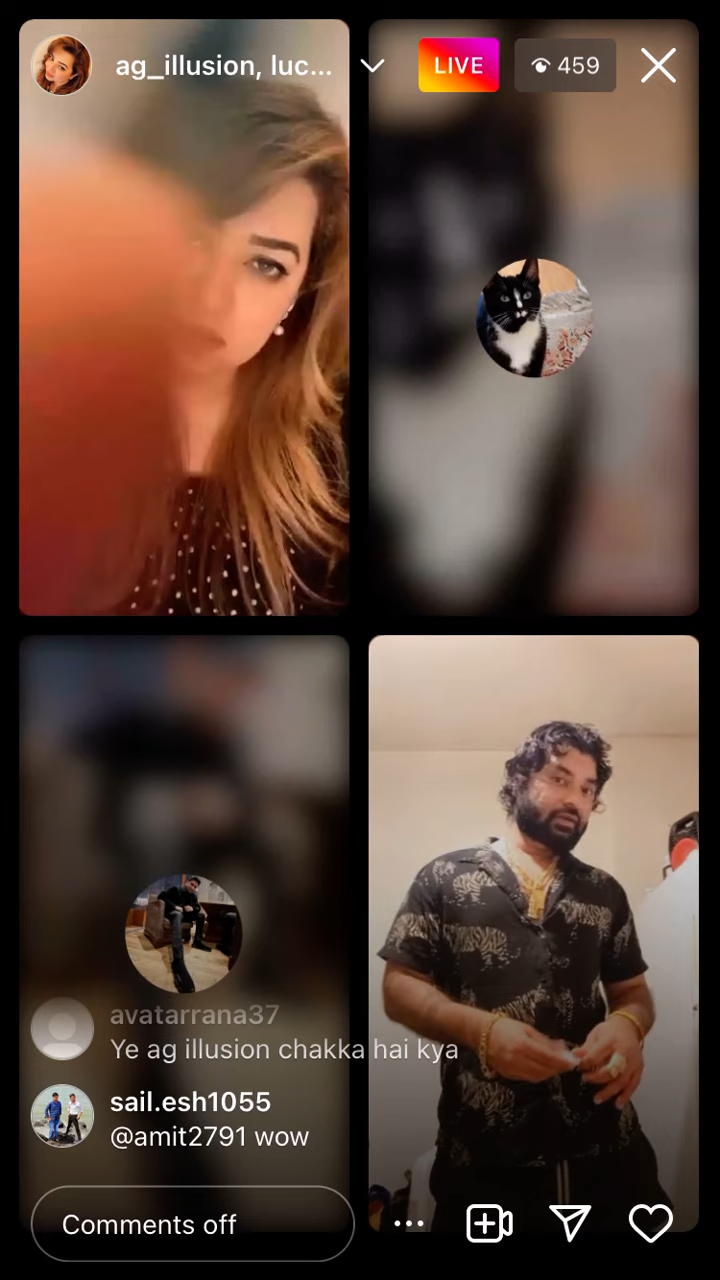 ag_illusion, luc...
LIVE
459
avatarrana37
Ye ag illusion chakka hai kya
sail.esh1055
@amit2791 wow
Comments off